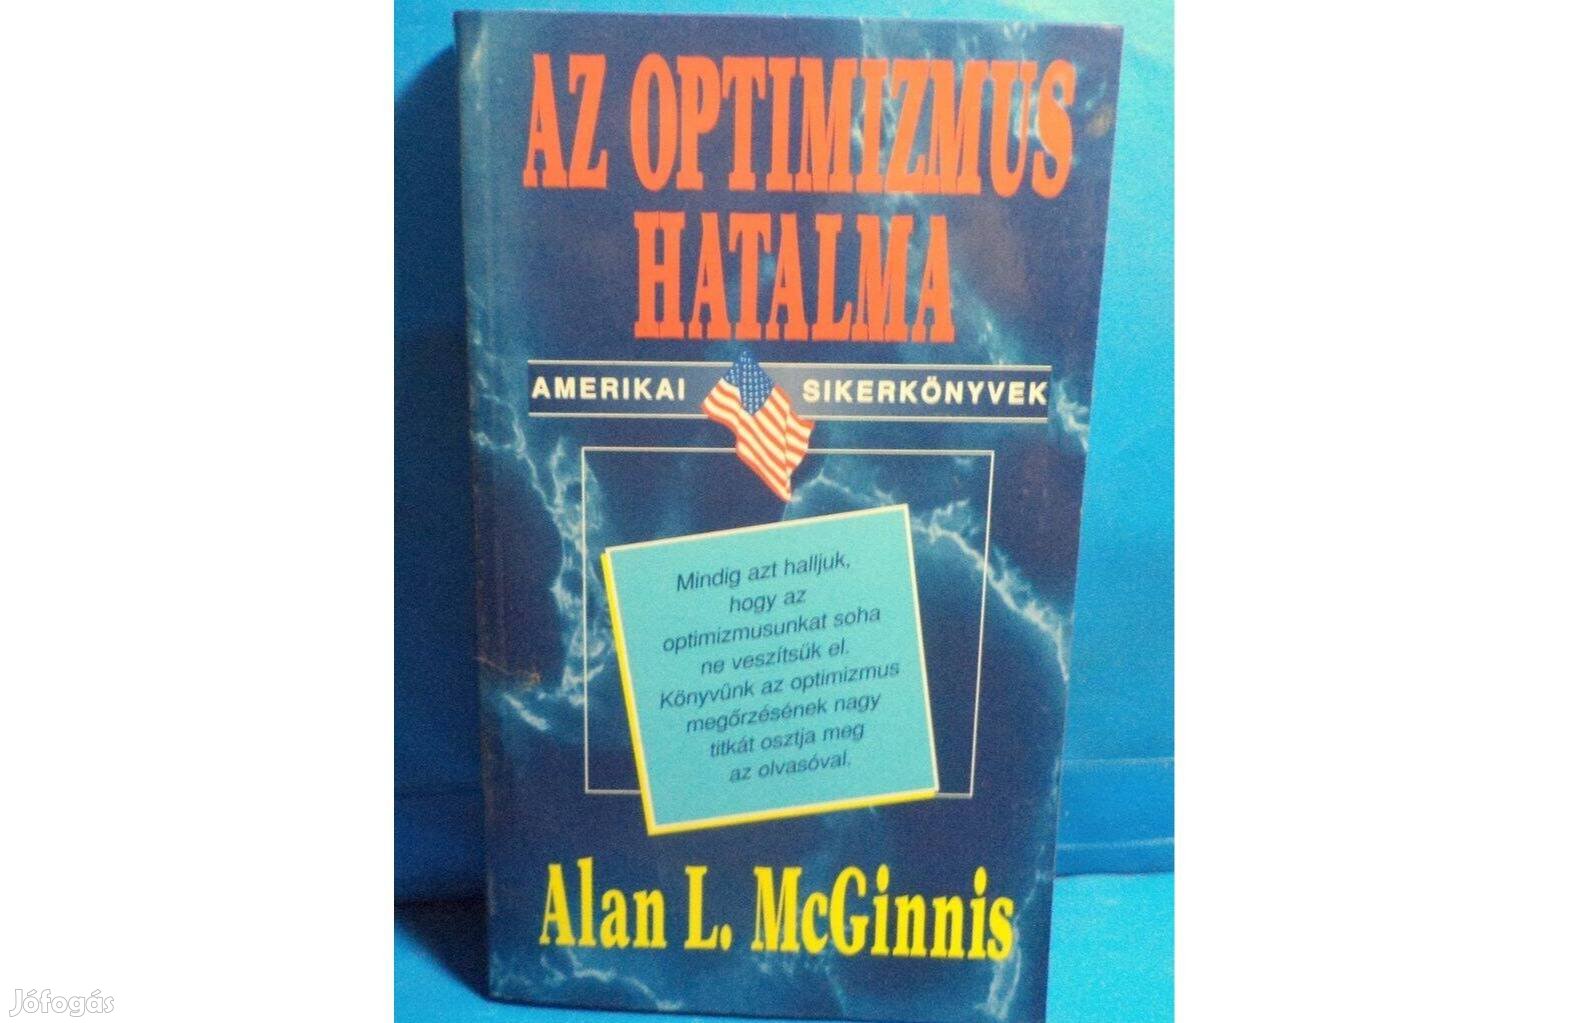 AZ OPTIMIZMUS
HATALMA
AMERIKAI SIKERKÖNYVEK
Mindig azt halljuk,
hogy az
optimizmusunkat soha
ne veszítsük el.
Könyvünk az optimizmus
megőrzésének nagy
titkát osztja meg
az olvasóval.
Alan L. McGinnis
Jófogás